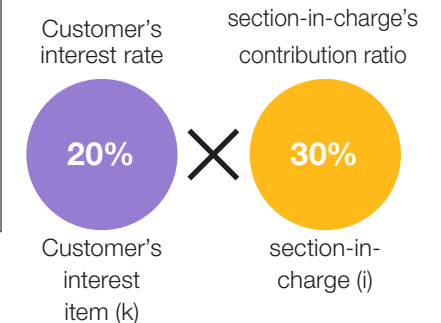 Customer's
interest rate
section-in-charge's
contribution ratio
20%
30%
Customer's
interest
item (k)
section-in-
charge (i)